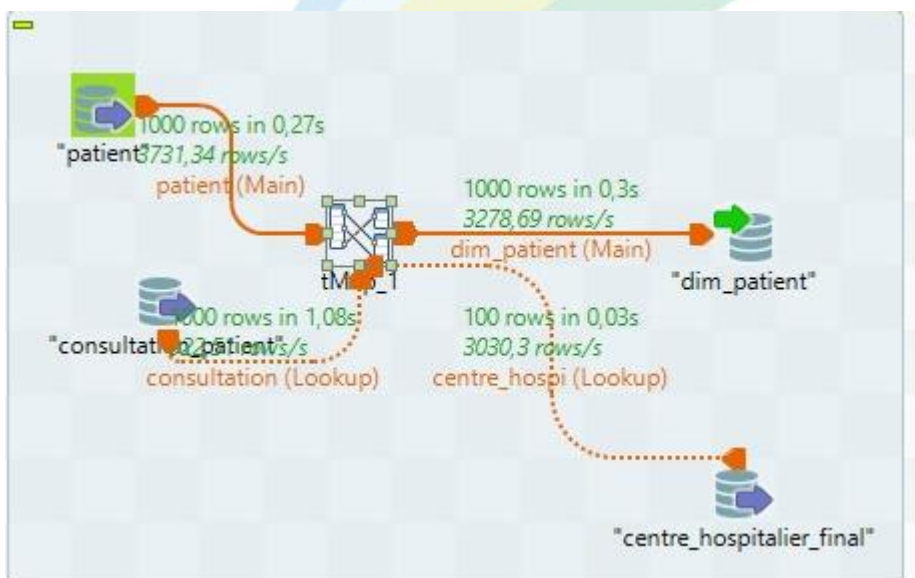 1000 rows in 0,27s
"patient"
3731,34 rows/s
patient (Main)
1000 rows in 0,3s
3278,69 rows/s
dim_patient (Main)
"dim_patient"
tMap_1
rows in 1,08s
"consultation_patient"
rows/s
consultation (Lookup)
100 rows in 0,03s
3030,3 rows/s
centre_hospi (Lookup)
"centre_hospitalier_final"